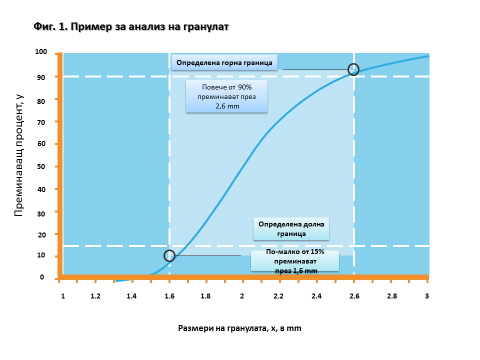 Фиг. 1. Пример за анализ на гранулат
Преминаващ процент, y
100
90
80
70
60
50
40
30
20
10
0
Определена горна граница
Повече от 90%
преминават през
2,6 mm
Определена долна
граница
По-малко от 15%
преминават
през 1,6 mm
1 1.2 1.4 1.6 1.8 2 2.2 2.4 2.6 2.8 3
Размери на гранулата, x, в mm